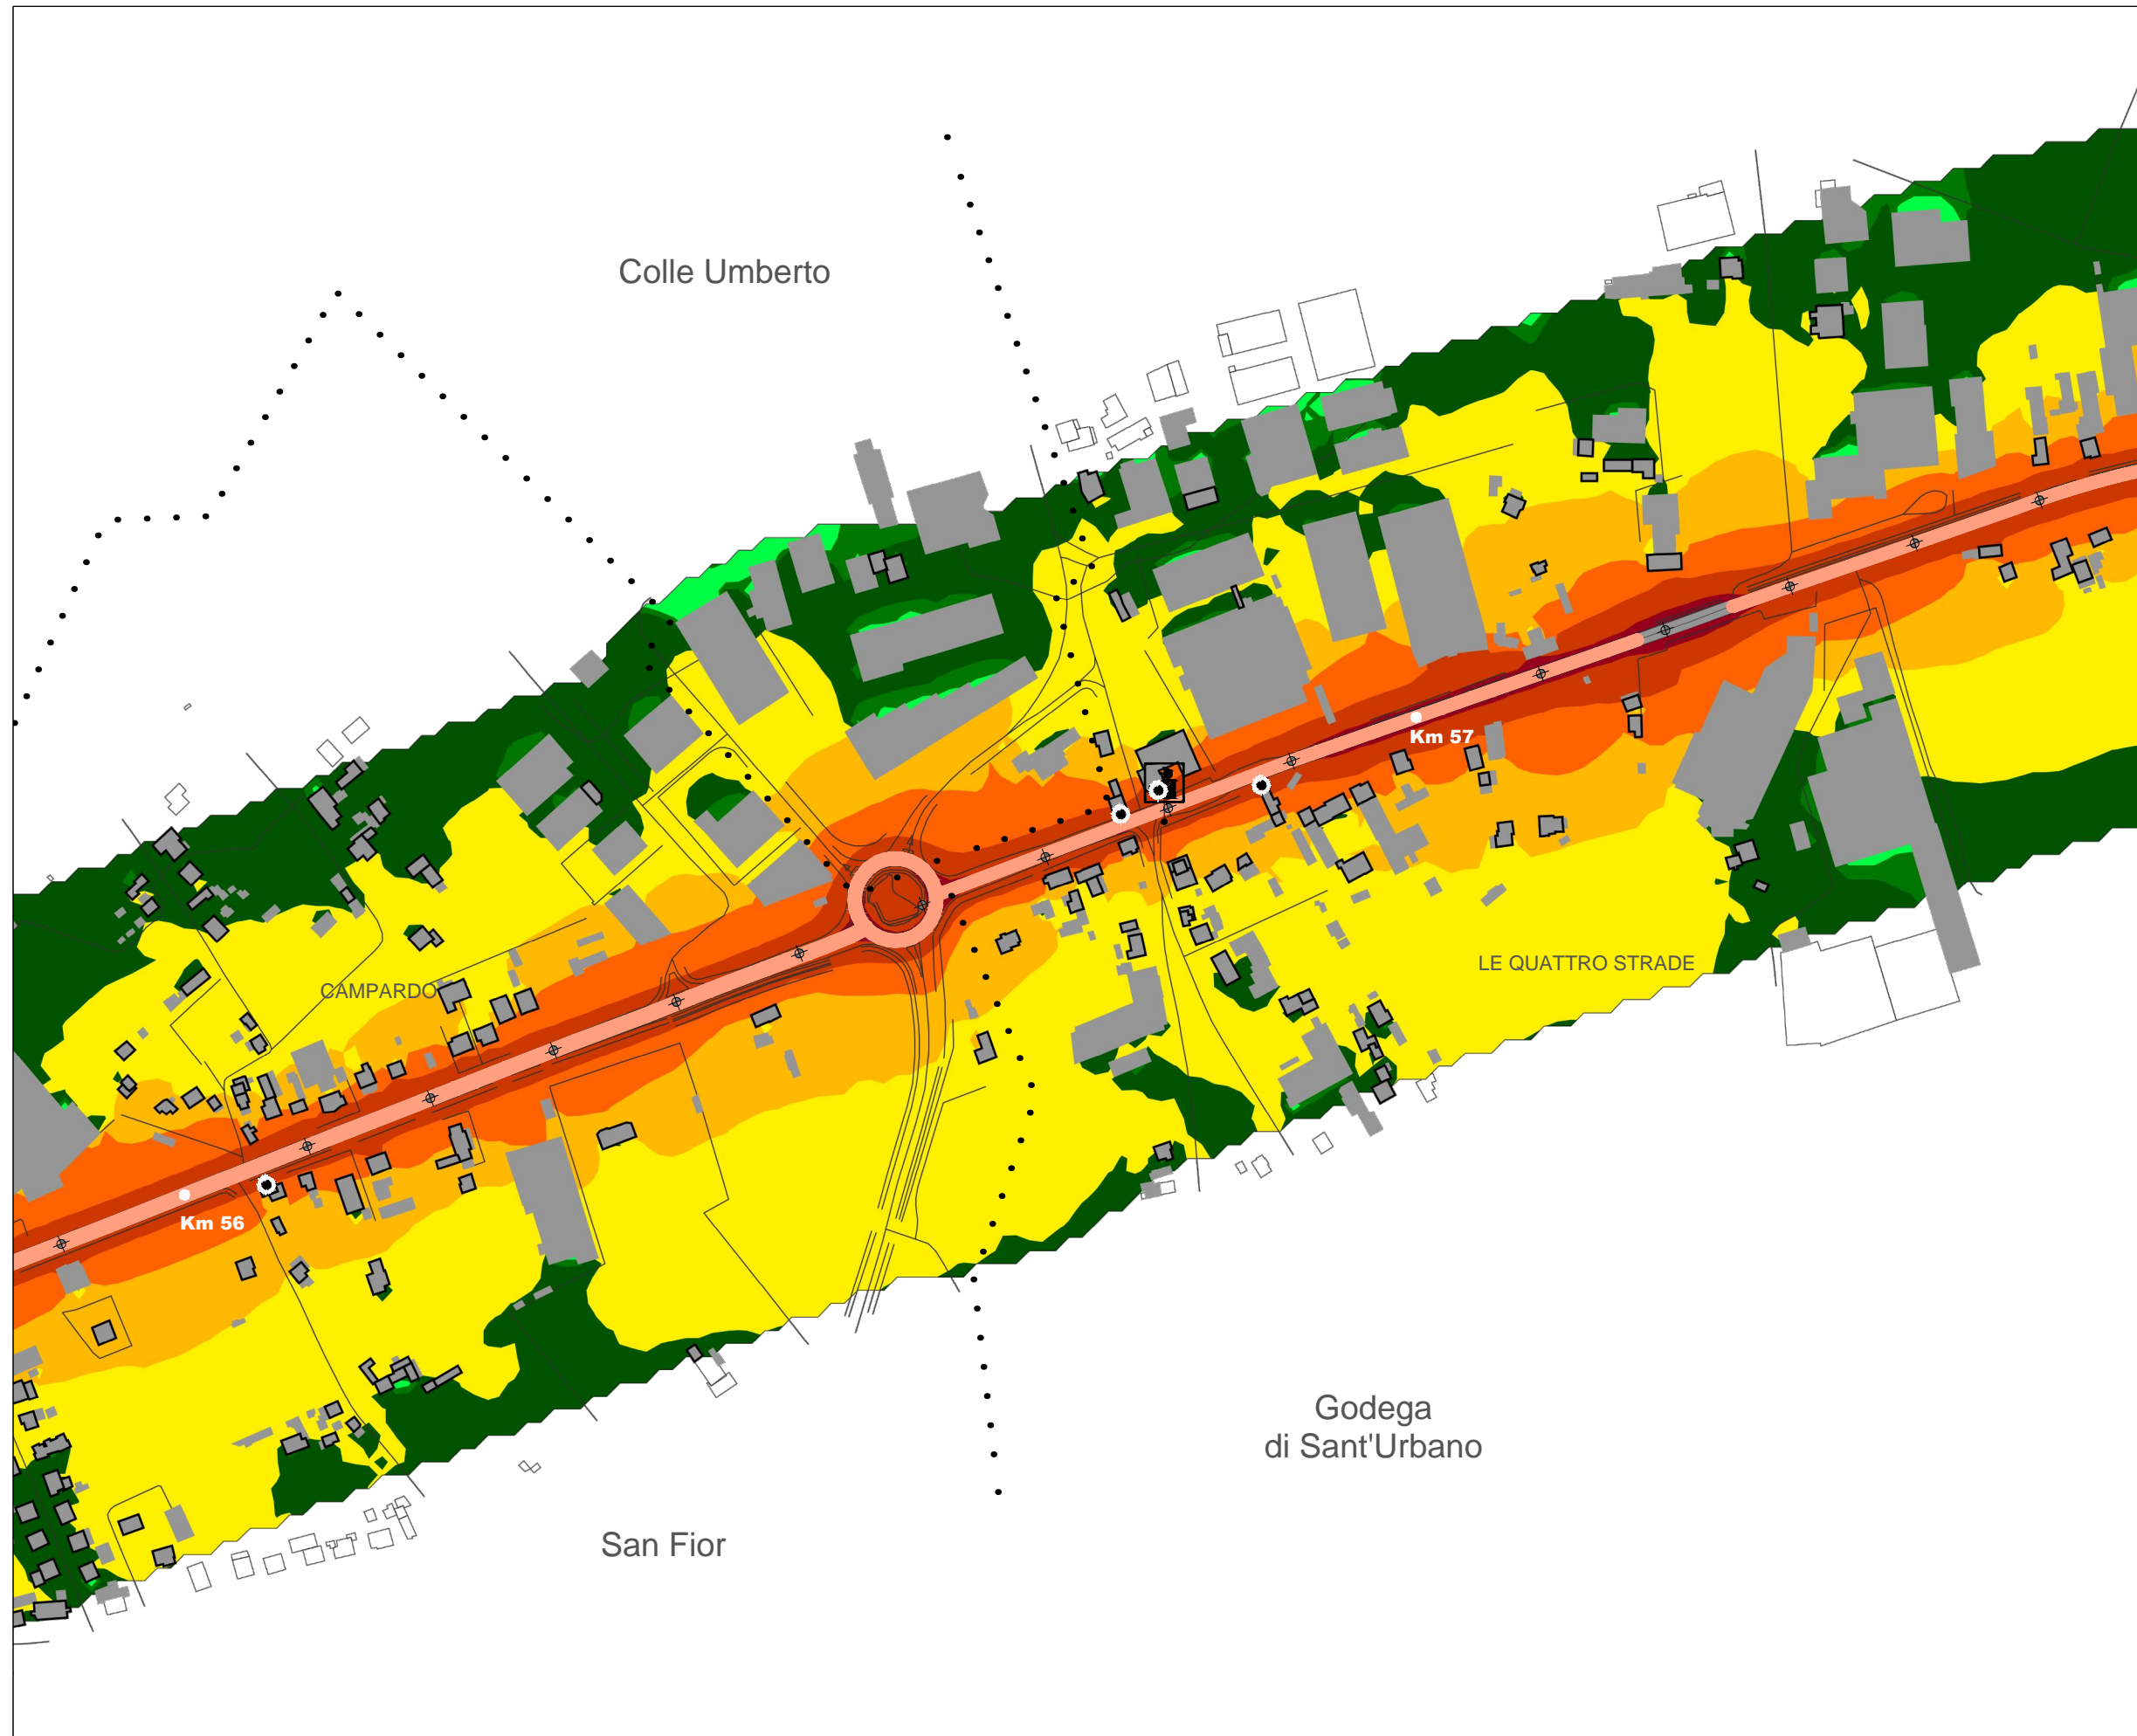 Colle Umberto
Km 57
LE QUATTRO STRADE
CAMPARDO
Km 56
Godega
di Sant'Urbano
San Fior